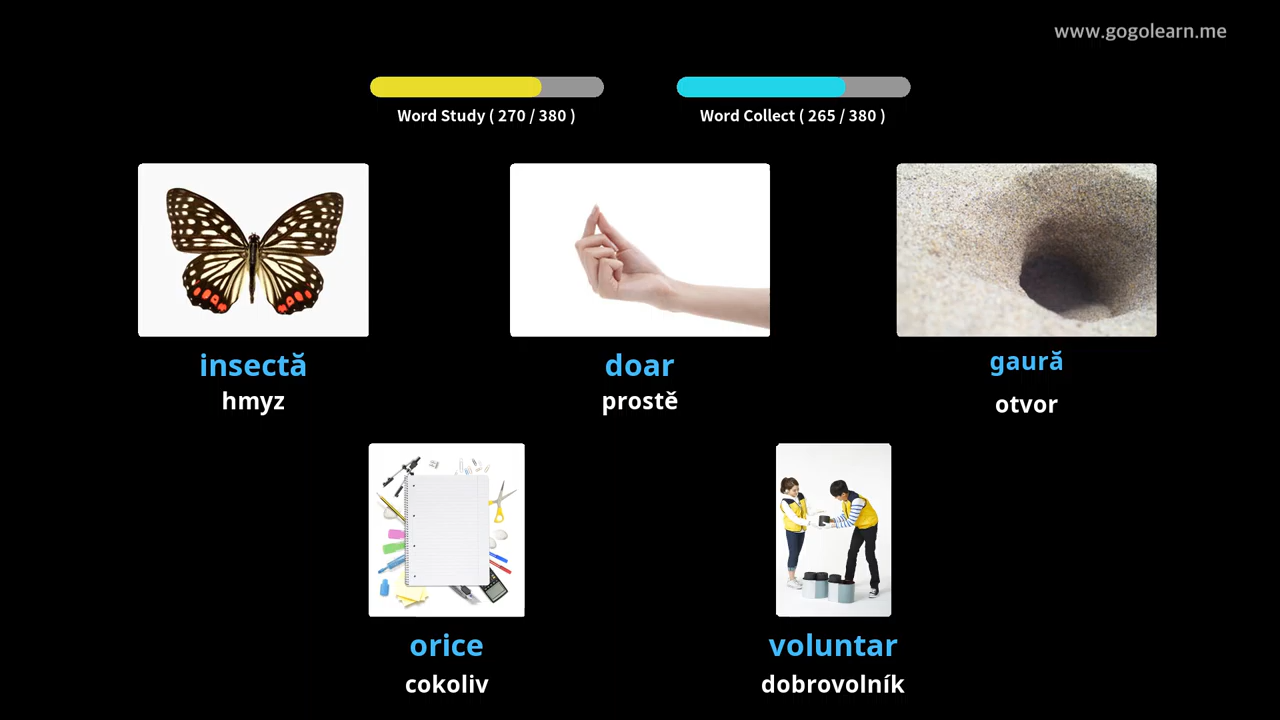 www.gogolearn.me
Word Study ( 270 / 380 )
Word Collect ( 265 / 380 )
insectă
hmyz
doar
prostě
gaură
otvor
orice
cokoliv
voluntar
dobrovolník